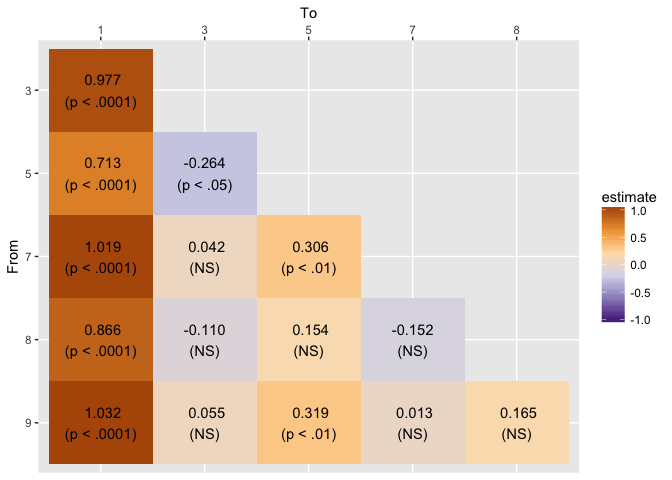 To
1 3 5 7 8
From
3
0.977
(p < .0001)
5
0.713 -0.264
(p < .0001) (p < .05)
7
1.019 0.042 0.306
(p < .0001) (NS) (p < .01)
8
0.866 -0.110 0.154 -0.152
(p < .0001) (NS) (NS) (NS)
9
1.032 0.055 0.319 0.013 0.165
(p < .0001) (NS) (p < .01) (NS) (NS)
estimate
1.0
0.5
0.0
-0.5
-1.0